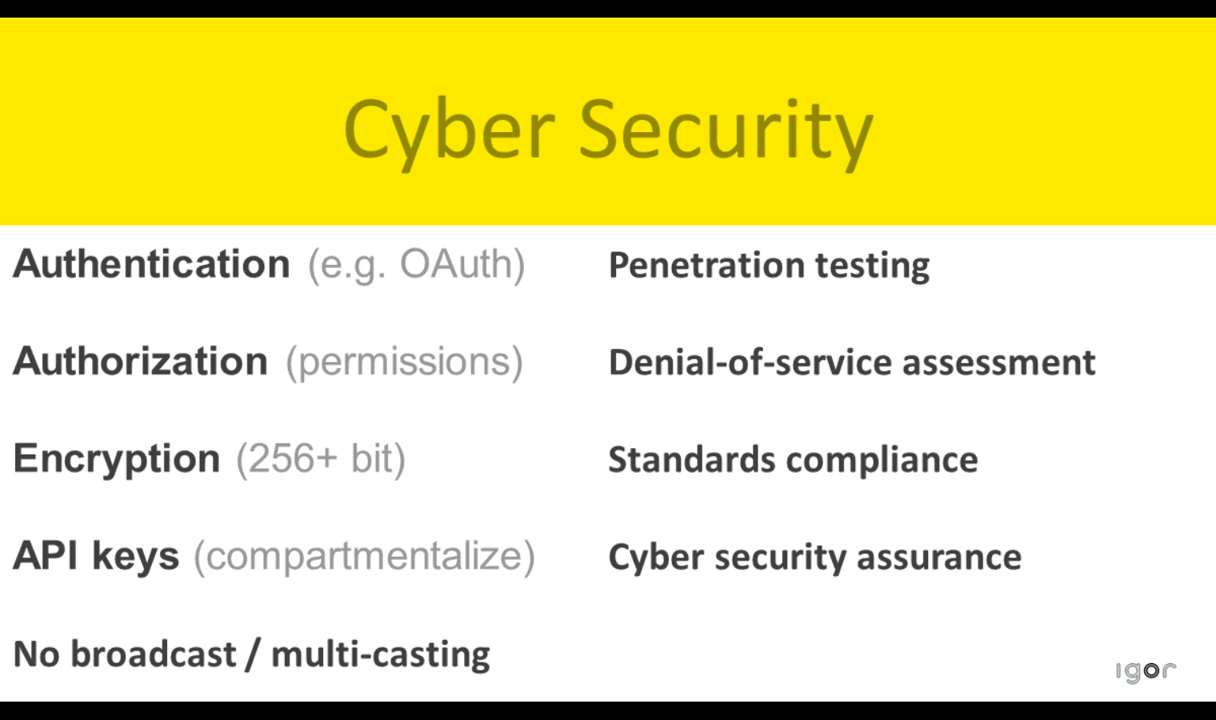 Cyber Security
Authentication (e.g. OAuth)
Authorization (permissions)
Encryption (256+ bit)
API keys (compartmentalize)
No broadcast / multi-casting
Penetration testing
Denial-of-service assessment
Standards compliance
Cyber security assurance
igor